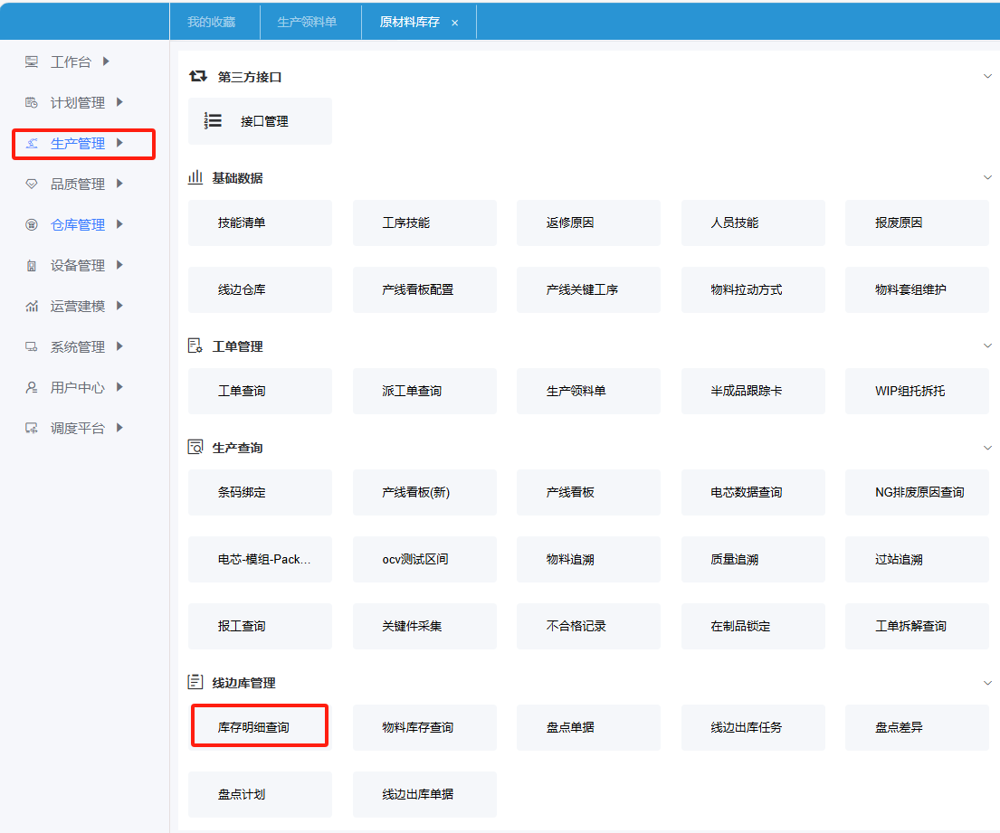 我的收藏
生产领料单
原材料库存 ×
工作台
计划管理
生产管理
品质管理
仓库管理
设备管理
运营建模
系统管理
用户中心
调度平台
第三方接口
接口管理
基础数据
技能清单
工序技能
返修原因
人员技能
报废原因
线边仓库
产线看板配置
产线关键工序
物料拉动方式
物料套组维护
工单管理
工单查询
派工单查询
生产领料单
半成品跟踪卡
WIP组托拆托
生产查询
条码绑定
产线看板(新)
产线看板
电芯数据查询
NG排废原因查询
电芯-模组-Pack...
ocv测试区间
物料追溯
质量追溯
过站追溯
报工查询
关键件采集
不合格记录
在制品锁定
工单拆解查询
线边库管理
库存明细查询
物料库存查询
盘点单据
线边出库任务
盘点差异
盘点计划
线边出库单据